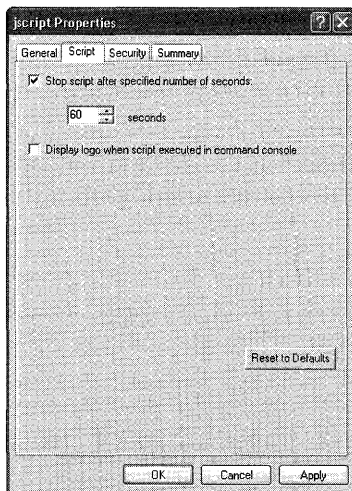 jscript Properties
General Script Security Summary
Stop script after specified number of seconds:
60 seconds
Display logo when script executed in command console
Reset to Defaults
OK Cancel Apply